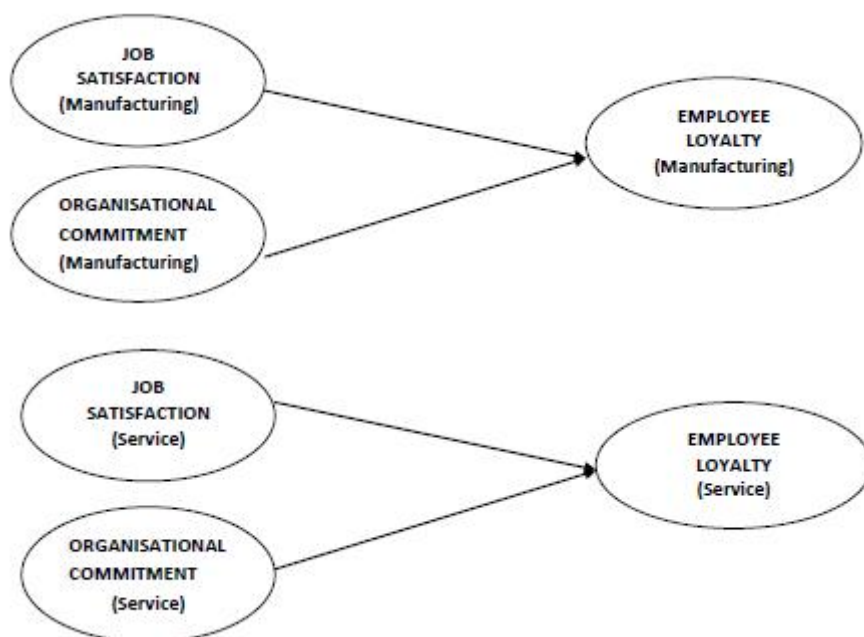 JOB
SATISFACTION
(Manufacturing)
EMPLOYEE
LOYALTY
(Manufacturing)
ORGANISATIONAL
COMMITMENT
(Manufacturing)
JOB
SATISFACTION
(Service)
EMPLOYEE
LOYALTY
(Service)
ORGANISATIONAL
COMMITMENT
(Service)